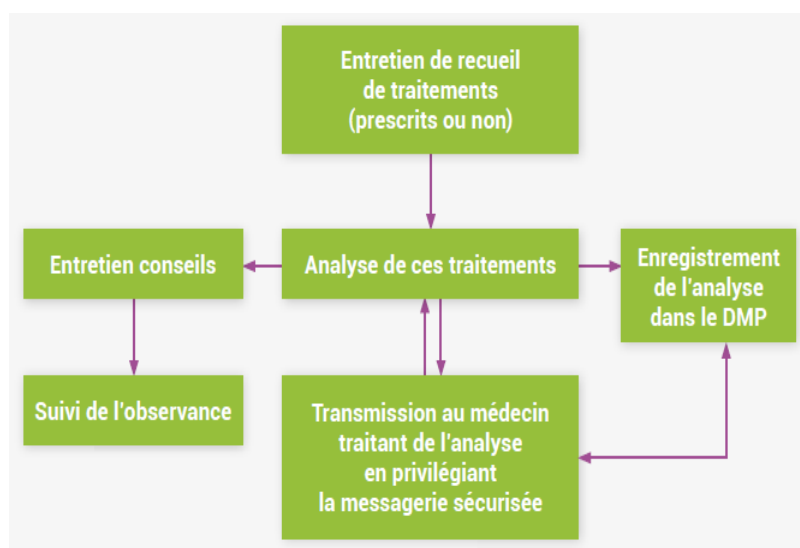 Entretien de recueil
de traitements
(prescrits ou non)
Entretien conseils
Analyse de ces traitements
Enregistrement
de l'analyse
dans le DMP
Suivi de l'observance
Transmission au médecin
traitant de l'analyse
en privilégiant
la messagerie sécurisée